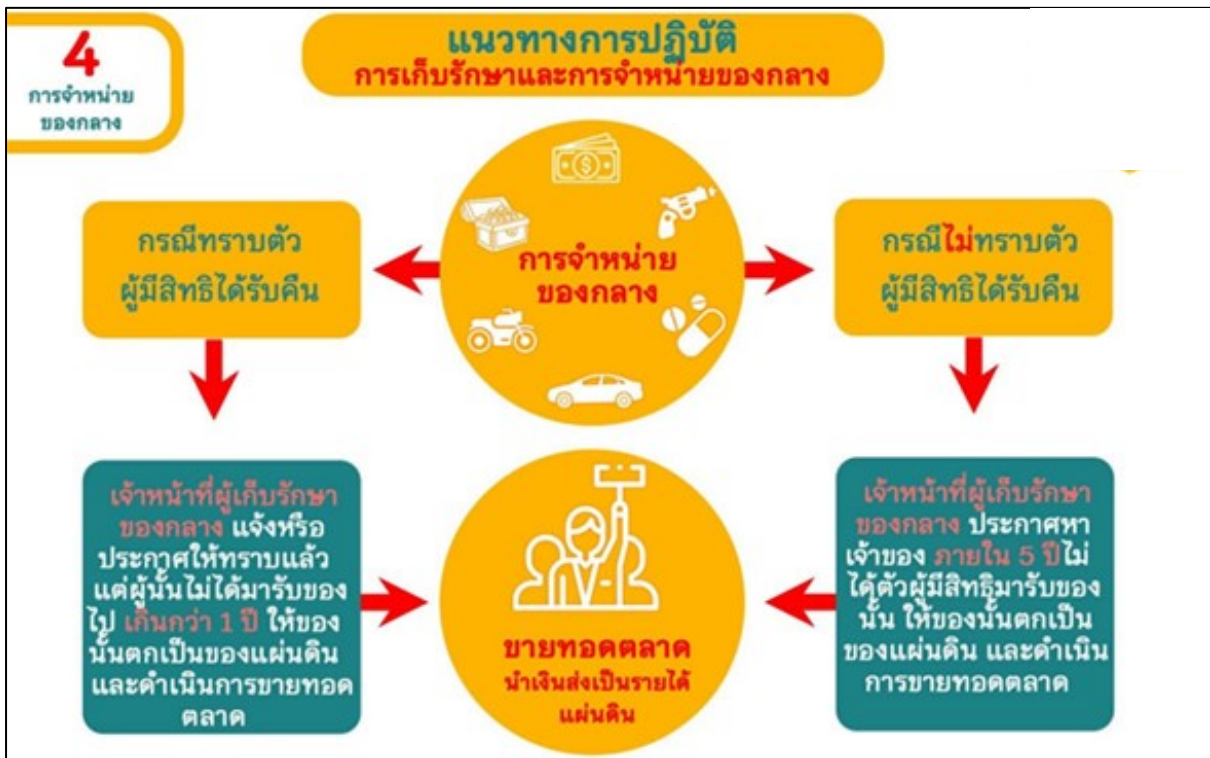 4
การจำหน่าย
ของกลาง
แนวทางการปฏิบัติ
การเก็บรักษาและการจำหน่ายของกลาง
กรณีทราบตัว
ผู้มีสิทธิได้รับคืน
การจำหน่าย
ของกลาง
กรณีไม่ทราบตัว
ผู้มีสิทธิได้รับคืน
เจ้าหน้าที่ผู้เก็บรักษา
ของกลาง แจ้งหรือ
ประกาศให้ทราบแล้ว
แต่ผู้นั้นไม่ได้มารับของ
ไป เกินกว่า 1 ปี ให้ของ
นั้นตกเป็นของแผ่นดิน
และดำเนินการขายทอด
ตลาด
ขายทอดตลาด
นำเงินส่งเป็นรายได้
แผ่นดิน
เจ้าหน้าที่ผู้เก็บรักษา
ของกลาง ประกาศหา
เจ้าของ ภายใน 5 ปีไม่
ได้ตัวผู้มีสิทธิมารับของ
นั้น ให้ของนั้นตกเป็น
ของแผ่นดิน และดำเนิน
การขายทอดตลาด